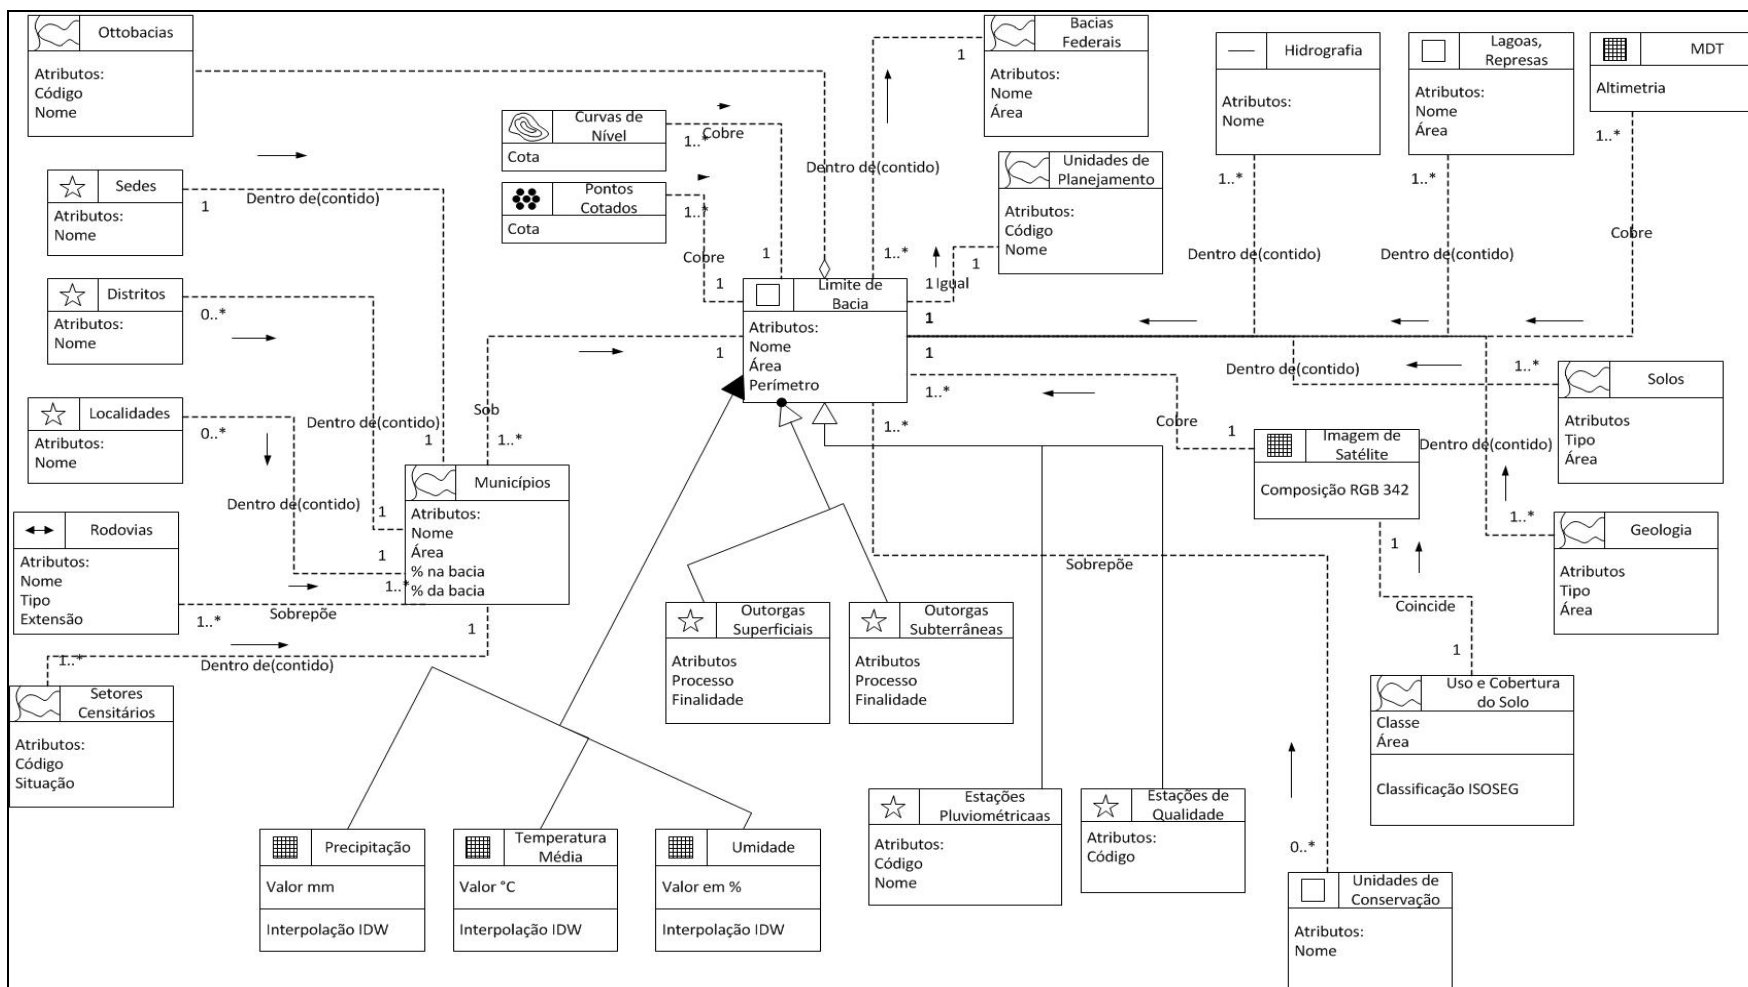 Ottobacias
Atributos:
Código
Nome
Bacias
Federais
Atributos:
Nome
Área
1
Hidrografia
Atributos:
Nome
1..*
Lagoas,
Represas
Atributos:
Nome
Área
1..*
MDT
Altimetria
1..*
Curvas de
Nível
Cota
1..*
Cobre
Pontos
Cotados
Cota
1..*
Cobre
1
1
Dentro de(contido)
1..*
Unidades de
Planejamento
Atributos:
Código
Nome
1
1
Igual
Sedes
Atributos:
Nome
1
Dentro de(contido)
Distritos
Atributos:
Nome
0..*
Dentro de(contido)
1
Localidades
Atributos:
Nome
0..*
Dentro de(contido)
1
1
Rodovias
Atributos:
Nome
Tipo
Extensão
1..*
Sobrepõe
1..*
Setores
Censitários
Atributos:
Código
Situação
1..*
Dentro de(contido)
1
Municípios
Atributos:
Nome
Área
% na bacia
% da bacia
Sob
1..*
1
Limite de
Bacia
Atributos:
Nome
Área
Perímetro
1
1
1..*
1..*
Dentro de(contido)
Dentro de(contido)
Cobre
Dentro de(contido)
1..*
Solos
Atributos
Tipo
Área
Cobre
1
Imagem de
Satélite
Composição RGB 342
Dentro de(contido)
1..*
Geologia
Atributos
Tipo
Área
1
Coincide
1
Uso e Cobertura
do Solo
Classe
Área
Classificação ISOSEG
Sobrepõe
0..*
Unidades de
Conservação
Atributos:
Nome
Outorgas
Superficiais
Atributos
Processo
Finalidade
Outorgas
Subterrâneas
Atributos
Processo
Finalidade
Estações
Pluviométricaas
Atributos:
Código
Nome
Estações de
Qualidade
Atributos:
Código
Precipitação
Valor mm
Interpolação IDW
Temperatura
Média
Valor °C
Interpolação IDW
Umidade
Valor em %
Interpolação IDW